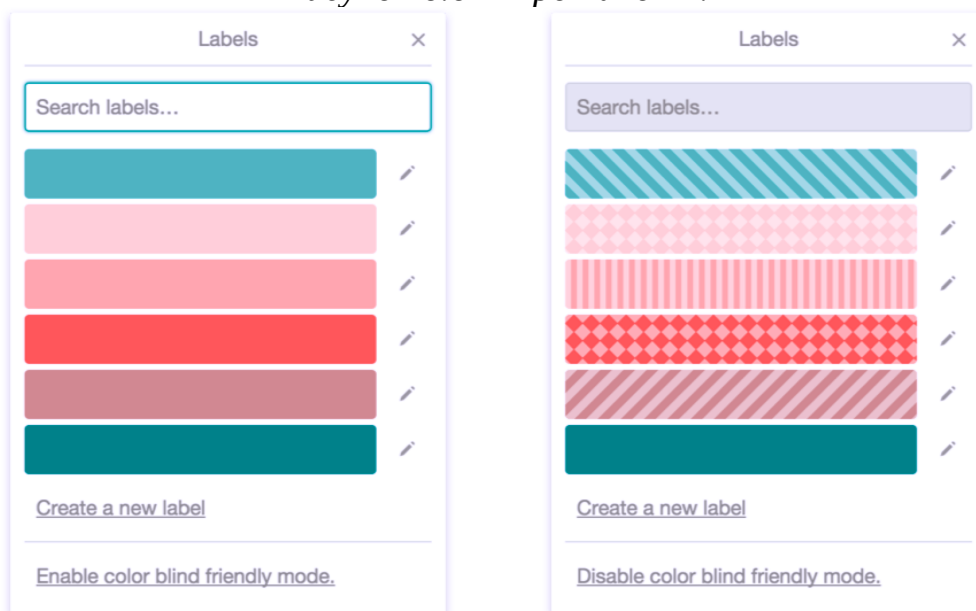 Labels
Search labels...
Create a new label
Enable color blind friendly mode.
Labels
Search labels...
Create a new label
Disable color blind friendly mode.